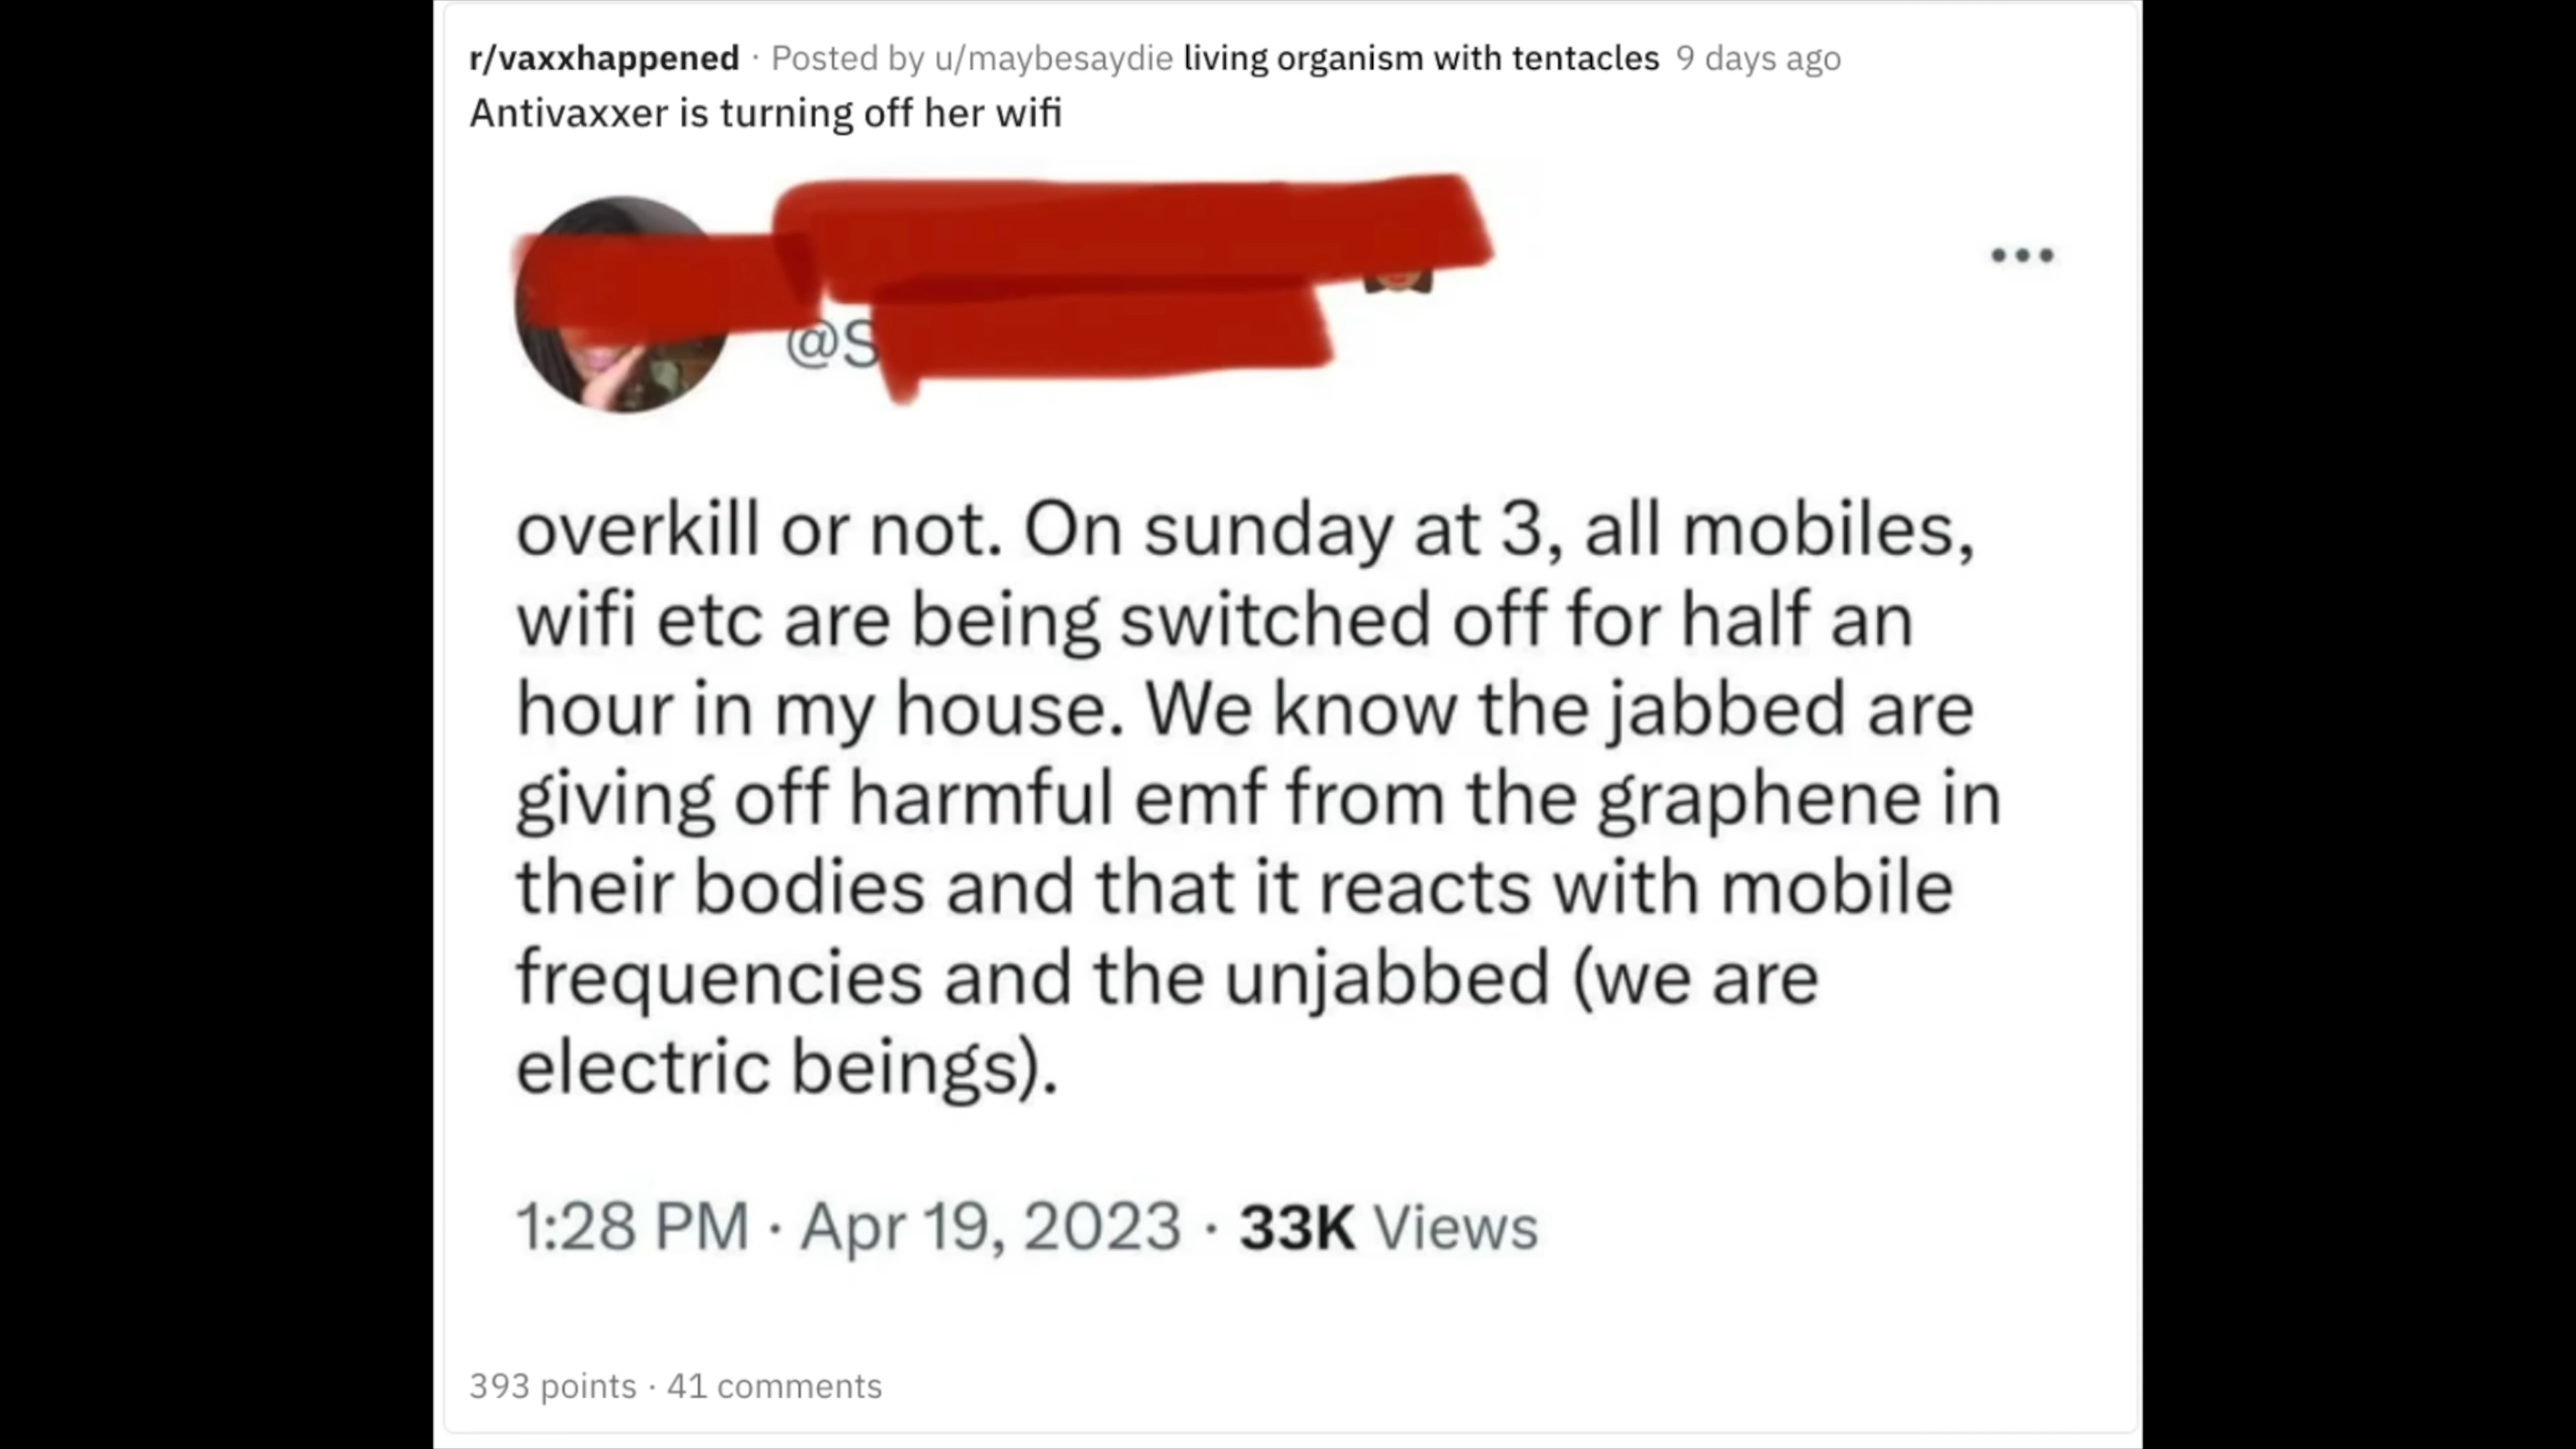 r/vaxxhappened · Posted by u/maybesaydie living organism with tentacles 9 days ago
Antivaxxer is turning off her wifi
@S
overkill or not. On sunday at 3, all mobiles,
wifi etc are being switched off for half an
hour in my house. We know the jabbed are
giving off harmful emf from the graphene in
their bodies and that it reacts with mobile
frequencies and the unjabbed (we are
electric beings).
1:28 PM · Apr 19, 2023 · 33K Views
393 points · 41 comments